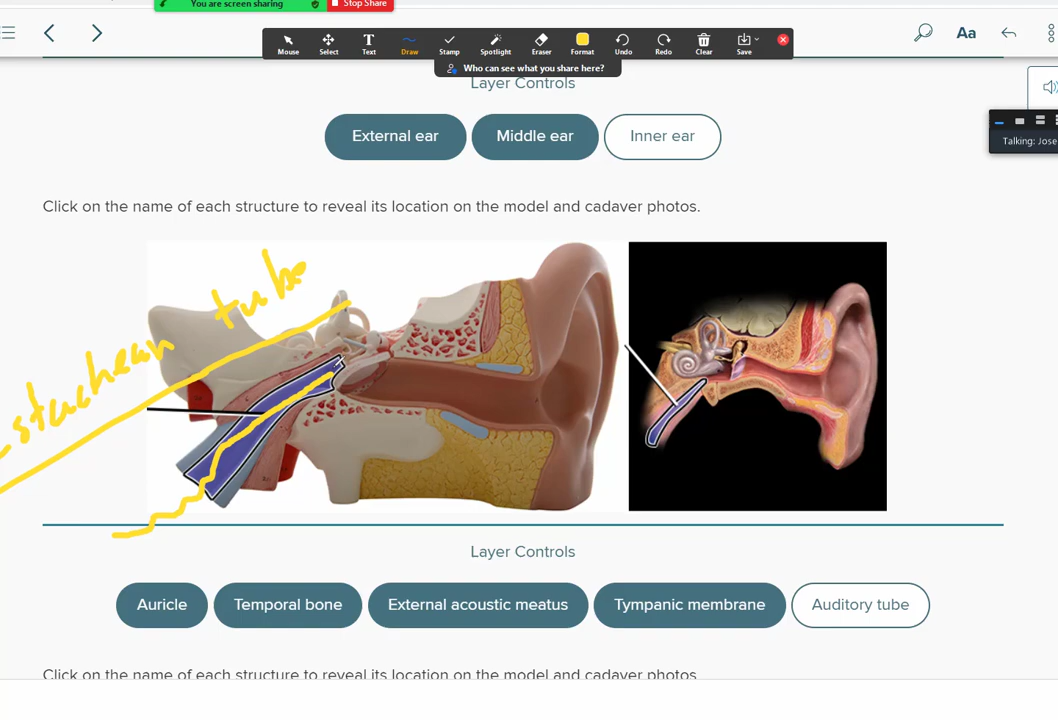 You are screen sharing
Stop Share
Aa
Mouse Select Text Draw Stamp Spotlight Eraser Format Undo Redo Clear Save
Who can see what you share here?
Layer Controls
External ear Middle ear Inner ear
Talking: Jose
Click on the name of each structure to reveal its location on the model and cadaver photos.
stachean tube
Layer Controls
Auricle Temporal bone External acoustic meatus Tympanic membrane Auditory tube
Click on the name of each structure to reveal its location on the model and cadaver photos.